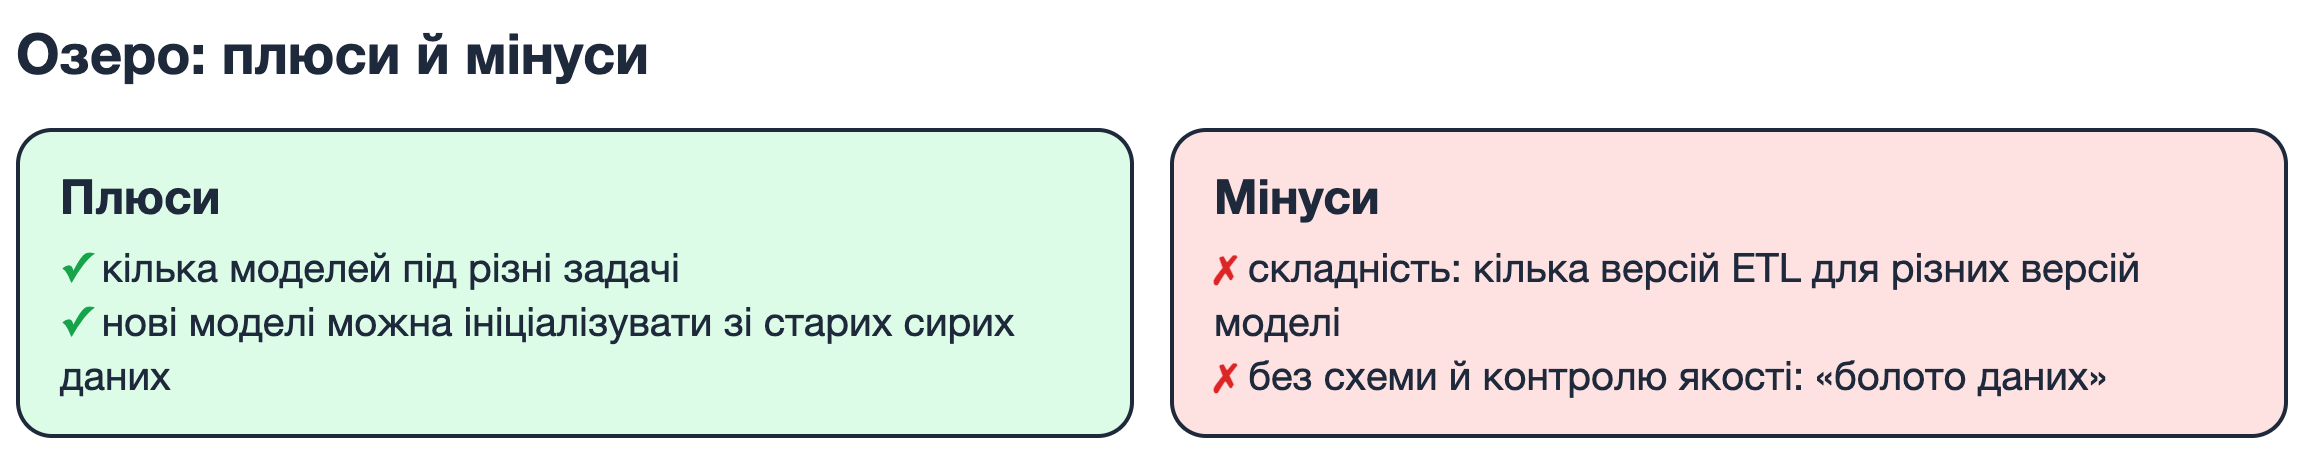 Озеро: плюси й мінуси
Плюси
✓ кілька моделей під різні задачі
✓ нові моделі можна ініціалізувати зі старих сирих
даних
Мінуси
✗ складність: кілька версій ETL для різних версій
моделі
✗ без схеми й контролю якості: «болото даних»